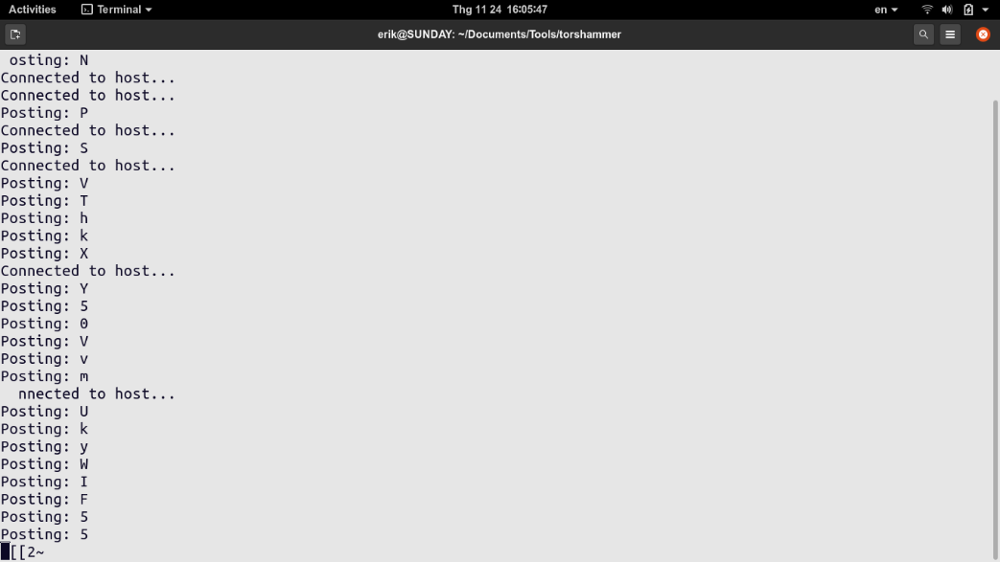 Activities Terminal Thg 11 24 16:05:47 en
erik@SUNDAY: ~/Documents/Tools/torshammer
osting: N
Connected to host...
Connected to host...
Posting: P
Connected to host...
Posting: S
Connected to host...
Posting: V
Posting: T
Posting: h
Posting: k
Posting: X
Connected to host...
Posting: Y
Posting: 5
Posting: 0
Posting: V
Posting: v
Posting: m
nnected to host...
Posting: U
Posting: k
Posting: y
Posting: W
Posting: I
Posting: F
Posting: 5
Posting: 5
[[2~